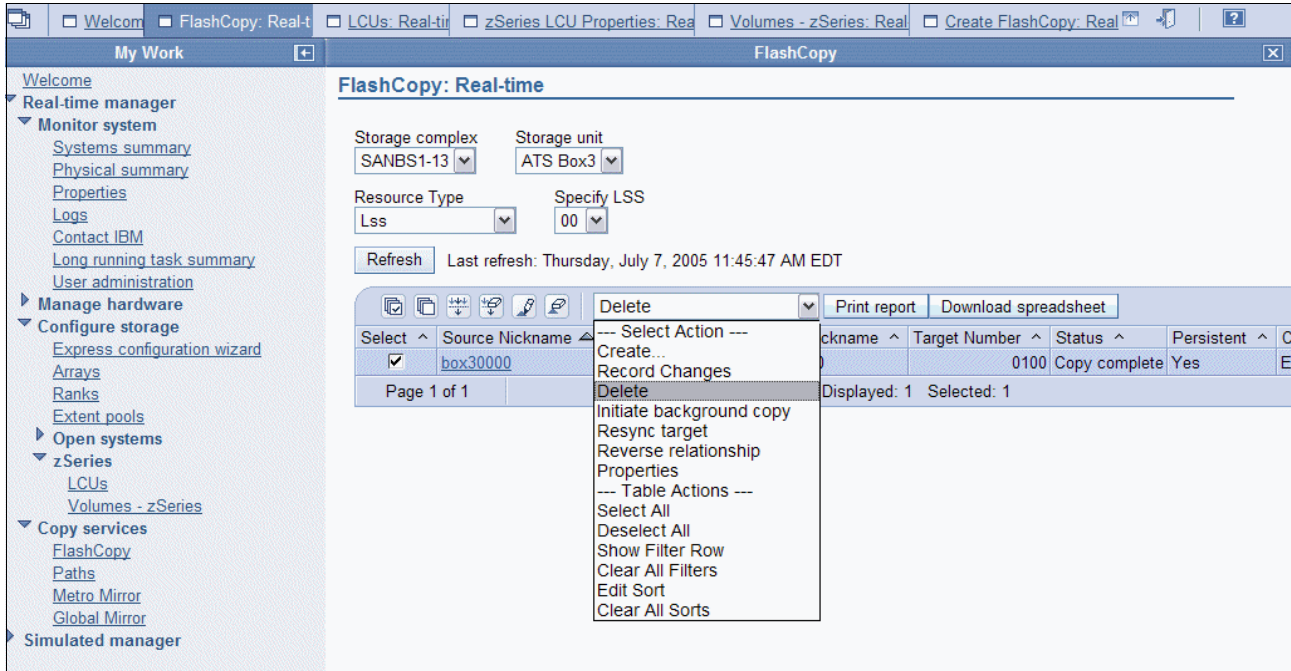 Welcom FlashCopy: Real-t LCUs: Real-tir zSeries LCU Properties: Rea Volumes - zSeries: Real Create FlashCopy: Real ?
My Work
FlashCopy
Welcome
Real-time manager
Monitor system
Systems summary
Physical summary
Properties
Logs
Contact IBM
Long running task summary
User administration
Manage hardware
Configure storage
Express configuration wizard
Arrays
Ranks
Extent pools
Open systems
zSeries
LCUs
Volumes - zSeries
Copy services
FlashCopy
Paths
Metro Mirror
Global Mirror
Simulated manager
FlashCopy: Real-time
Storage complex Storage unit
SANBS1-13 ATS Box3
Resource Type Specify LSS
Lss 00
Refresh Last refresh: Thursday, July 7, 2005 11:45:47 AM EDT
Delete Print report Download spreadsheet
Select Source Nickname ckname Target Number Status Persistent C
box30000 0100 Copy complete Yes E
Page 1 of 1 Displayed: 1 Selected: 1
--- Select Action ---
Create...
Record Changes
Delete
Initiate background copy
Resync target
Reverse relationship
Properties
--- Table Actions ---
Select All
Deselect All
Show Filter Row
Clear All Filters
Edit Sort
Clear All Sorts